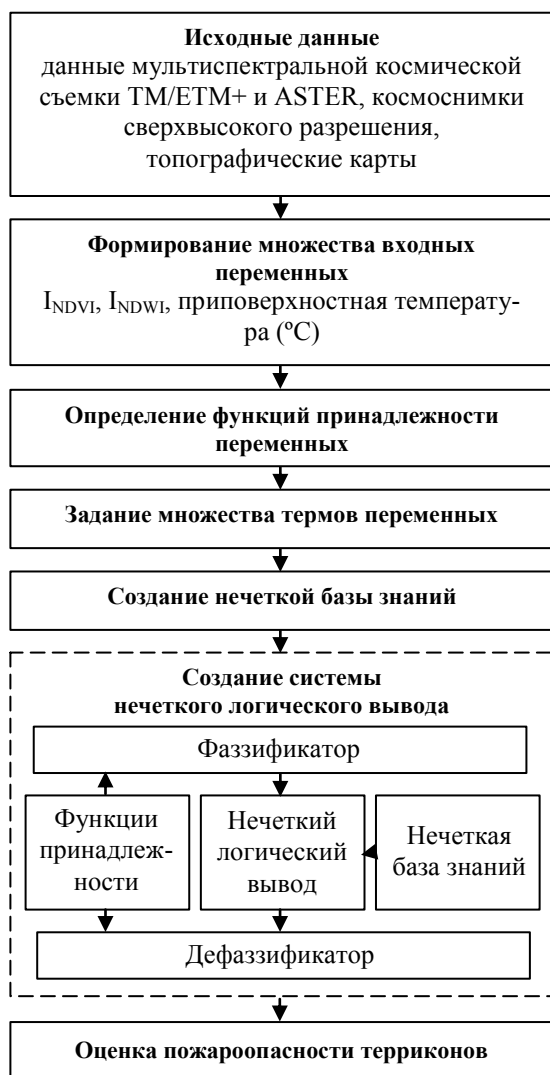 Исходные данные
данные мультиспектральной космической
съемки TM/ETM+ и ASTER, космоснимки
сверхвысокого разрешения,
топографические карты
Формирование множества входных
переменных
I_NDVI, I_NDWI, приповерхностная температу-
ра (ºC)
Определение функций принадлежности
переменных
Задание множества термов переменных
Создание нечеткой базы знаний
Создание системы
нечеткого логического вывода
Фаззификатор
Функции
принадлеж-
ности
Нечеткий
логический
вывод
Нечеткая
база знаний
Дефаззификатор
Оценка пожароопасности терриконов